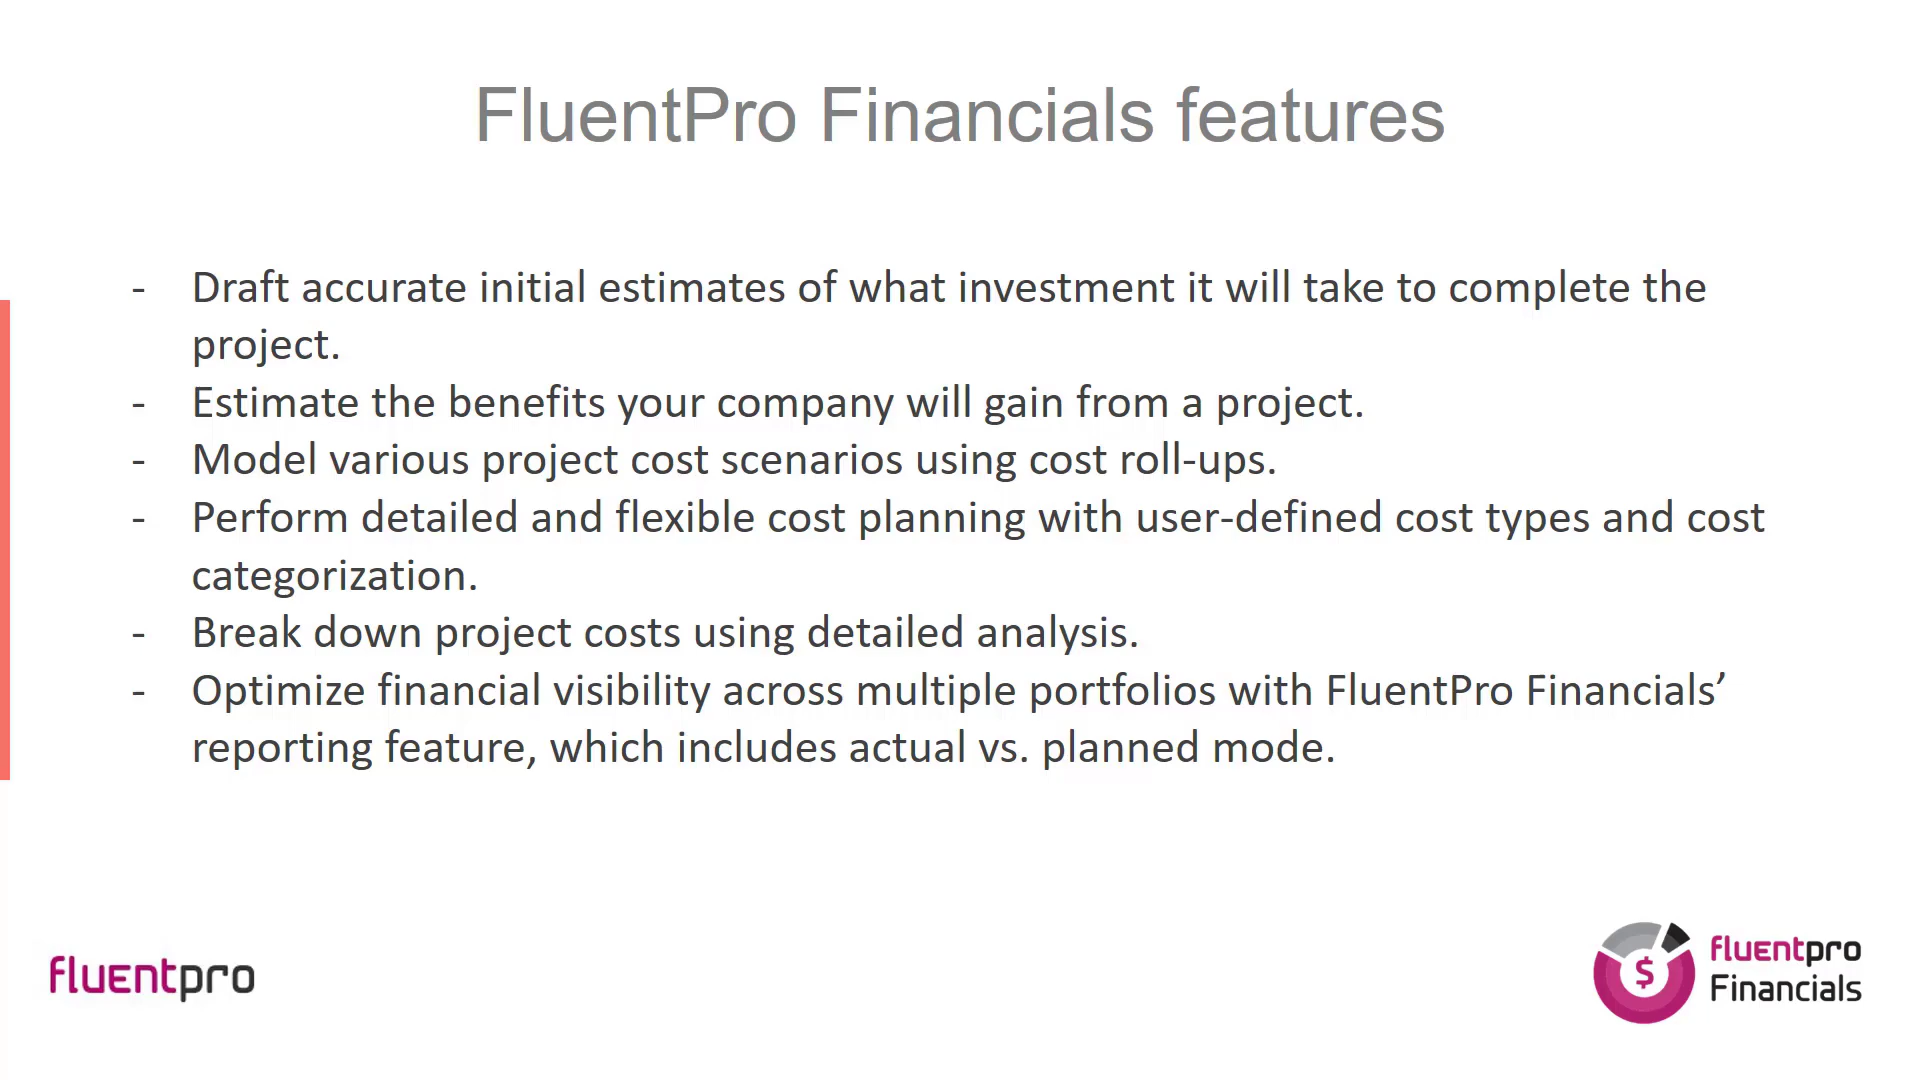 FluentPro Financials features
- Draft accurate initial estimates of what investment it will take to complete the
project.
- Estimate the benefits your company will gain from a project.
- Model various project cost scenarios using cost roll-ups.
- Perform detailed and flexible cost planning with user-defined cost types and cost
categorization.
- Break down project costs using detailed analysis.
- Optimize financial visibility across multiple portfolios with FluentPro Financials’
reporting feature, which includes actual vs. planned mode.
fluentpro
$
fluentpro
Financials